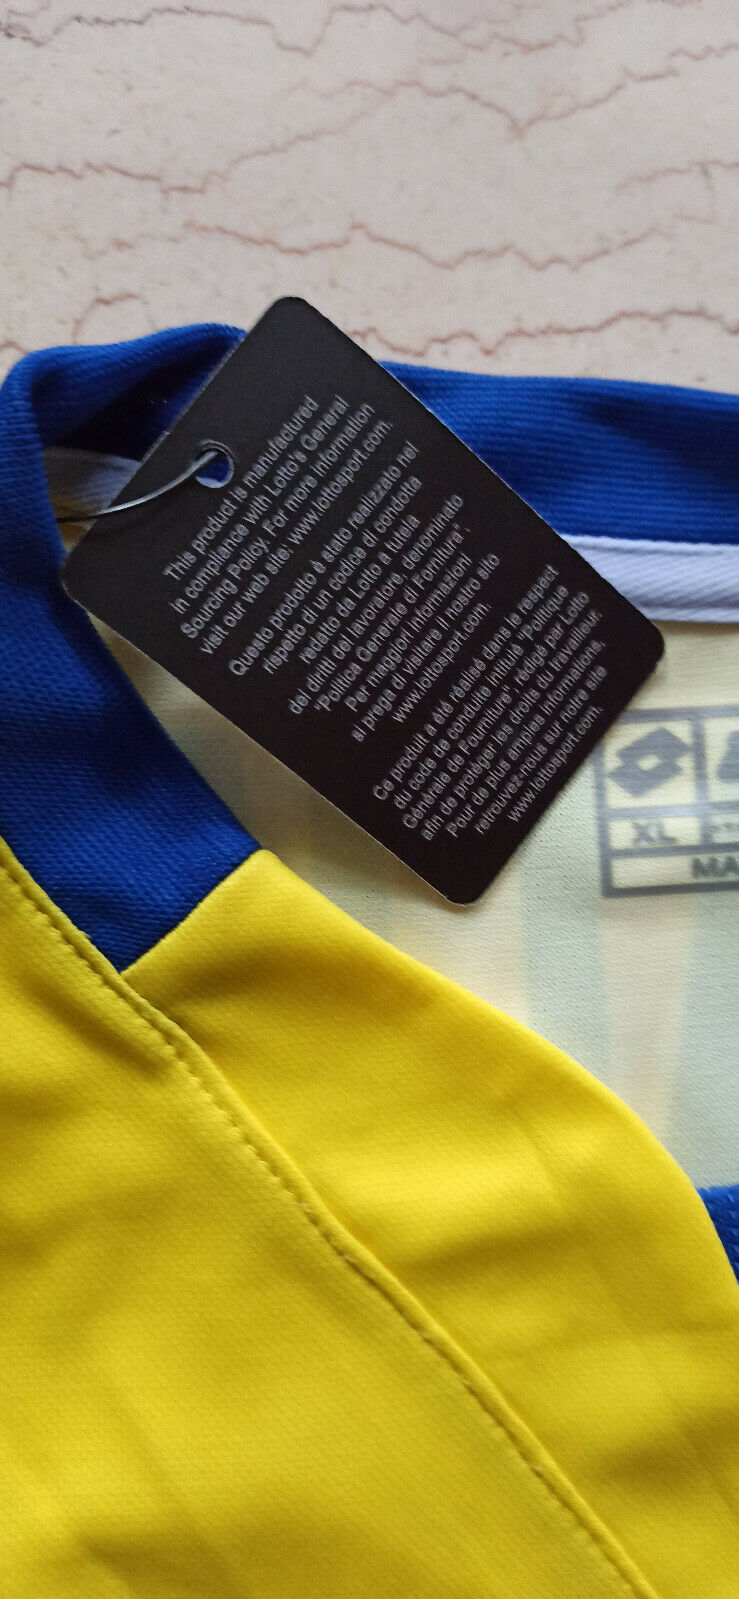 This product is manufactured
in compliance with Lotto's General
Sourcing Policy. For more information
visit our web site: www.lottosport.com.
Questo prodotto è stato realizzato nel
rispetto di un codice di condotta
redatto da Lotto a tutela
dei diritti del lavoratore, denominato
"Politica Generale di Fornitura".
Per maggiori informazioni
si prega di visitare il nostro sito
www.lottosport.com.
Ce produit a été réalisé dans le respect
du code de conduite intitulé "Politique
Générale de Fourniture", rédigé par Lotto
afin de protéger les droits du travailleur.
Pour de plus amples informations,
retrouvez-nous sur notre site
www.lottosport.com.
XL
MA